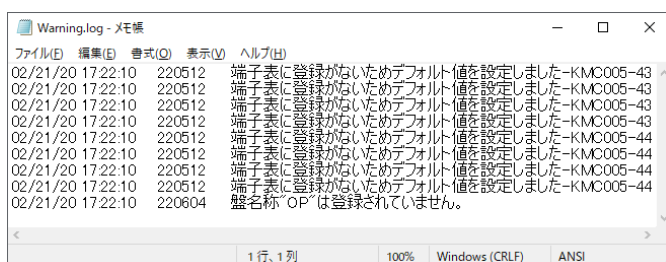 Warning.log - メモ帳
ファイル(F) 編集(E) 書式(O) 表示(V) ヘルプ(H)
02/21/20 17:22:10 220512 端子表に登録がないためデフォルト値を設定しました-KMC005-43
02/21/20 17:22:10 220512 端子表に登録がないためデフォルト値を設定しました-KMC005-43
02/21/20 17:22:10 220512 端子表に登録がないためデフォルト値を設定しました-KMC005-43
02/21/20 17:22:10 220512 端子表に登録がないためデフォルト値を設定しました-KMC005-43
02/21/20 17:22:10 220512 端子表に登録がないためデフォルト値を設定しました-KMC005-44
02/21/20 17:22:10 220512 端子表に登録がないためデフォルト値を設定しました-KMC005-44
02/21/20 17:22:10 220512 端子表に登録がないためデフォルト値を設定しました-KMC005-44
02/21/20 17:22:10 220512 端子表に登録がないためデフォルト値を設定しました-KMC005-44
02/21/20 17:22:10 220604 盤名称"OP"は登録されていません。
1行、1列 100% Windows (CRLF) ANSI